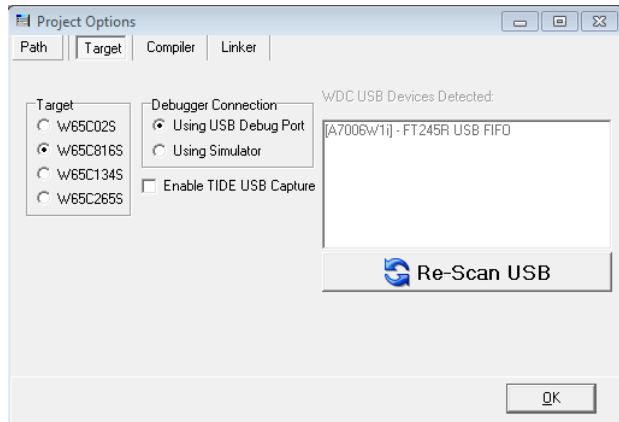 Project Options
Path Target Compiler Linker
WDC USB Devices Detected:
Target
W65C02S
W65C816S
W65C134S
W65C265S
Debugger Connection
Using USB Debug Port
Using Simulator
Enable TIDE USB Capture
[A7006W1i] - FT245R USB FIFO
Re-Scan USB
OK